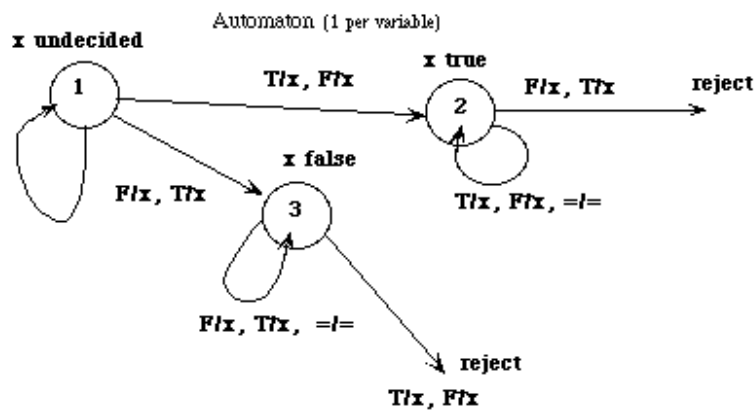 Automaton (1 per variable)
x undecided
x true
T/x, F/x
F/x, T/x
reject
1
2
x false
F/x, T/x
T/x, F/x, =/=
3
F/x, T/x, =/=
reject
T/x, F/x